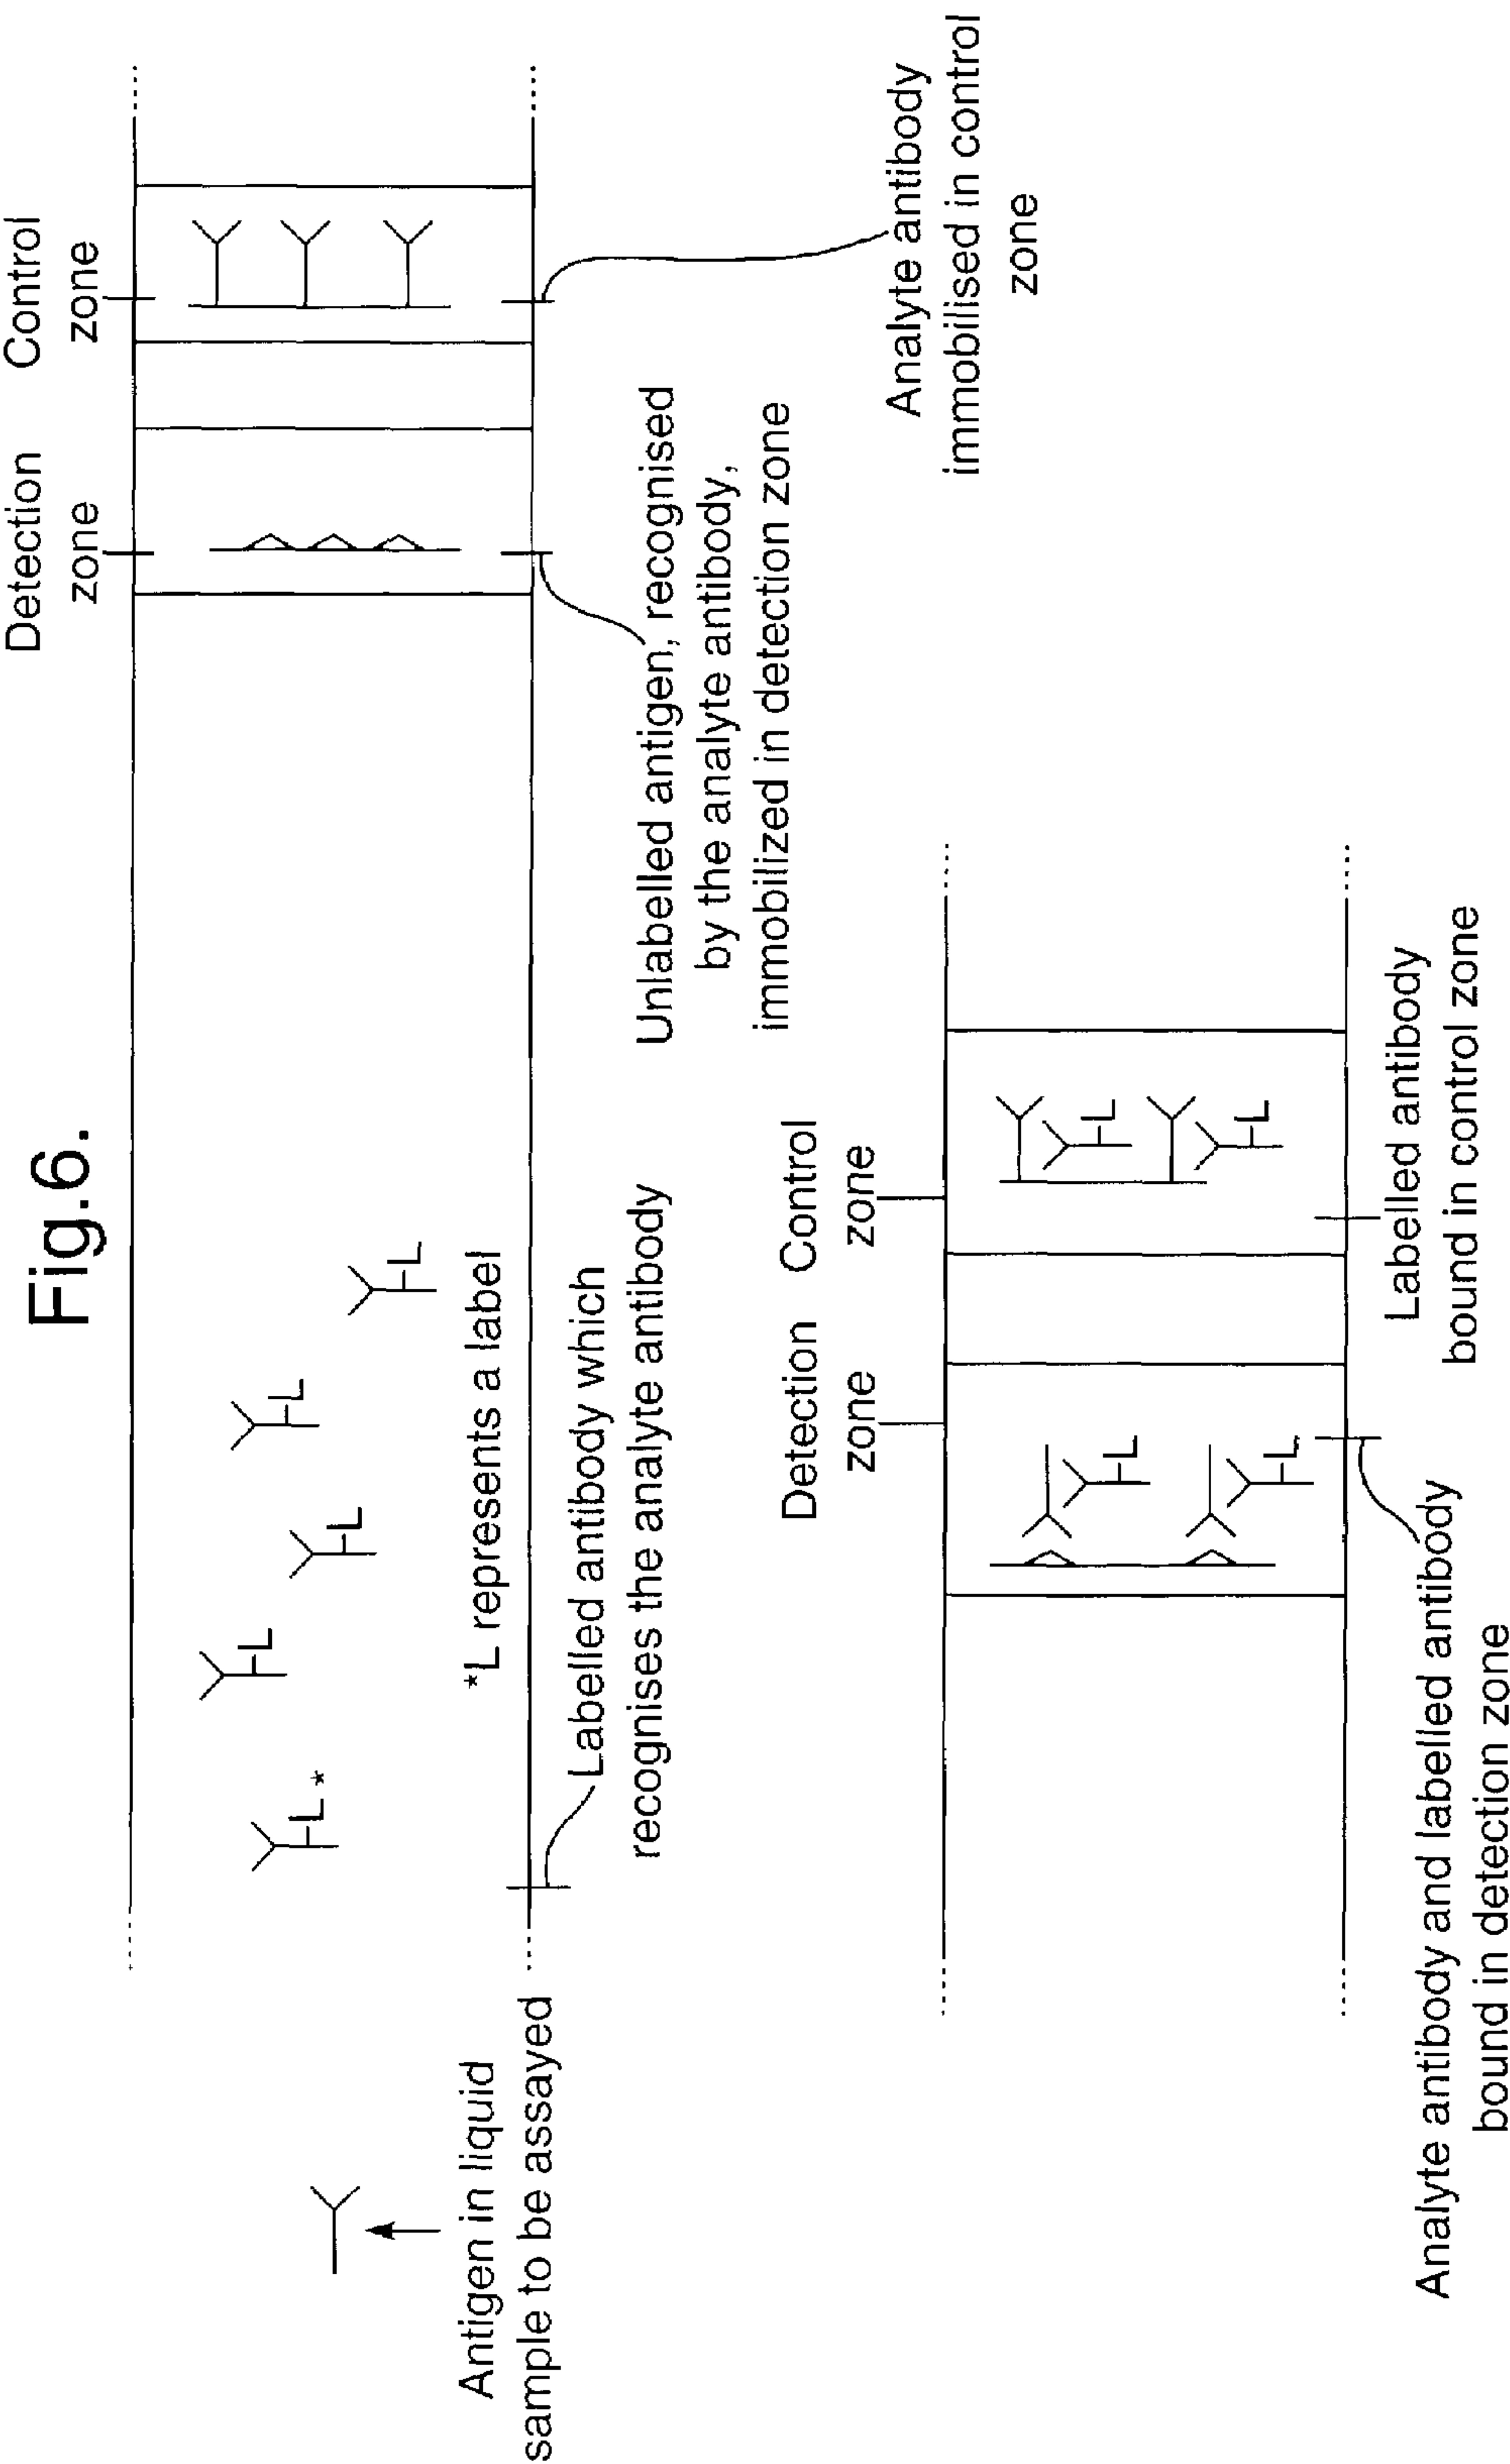 Fig.6.
Detection
zone
Control
zone
L*
L
L
L
L
*L represents a label
Antigen in liquid
sample to be assayed
Labelled antibody which
recognises the analyte antibody
Unlabelled antigen, recognised
by the analyte antibody,
immobilized in detection zone
Analyte antibody
immobilised in control
zone
Detection
zone
Control
zone
L
L
L
L
Analyte antibody and labelled antibody
bound in detection zone
Labelled antibody
bound in control zone